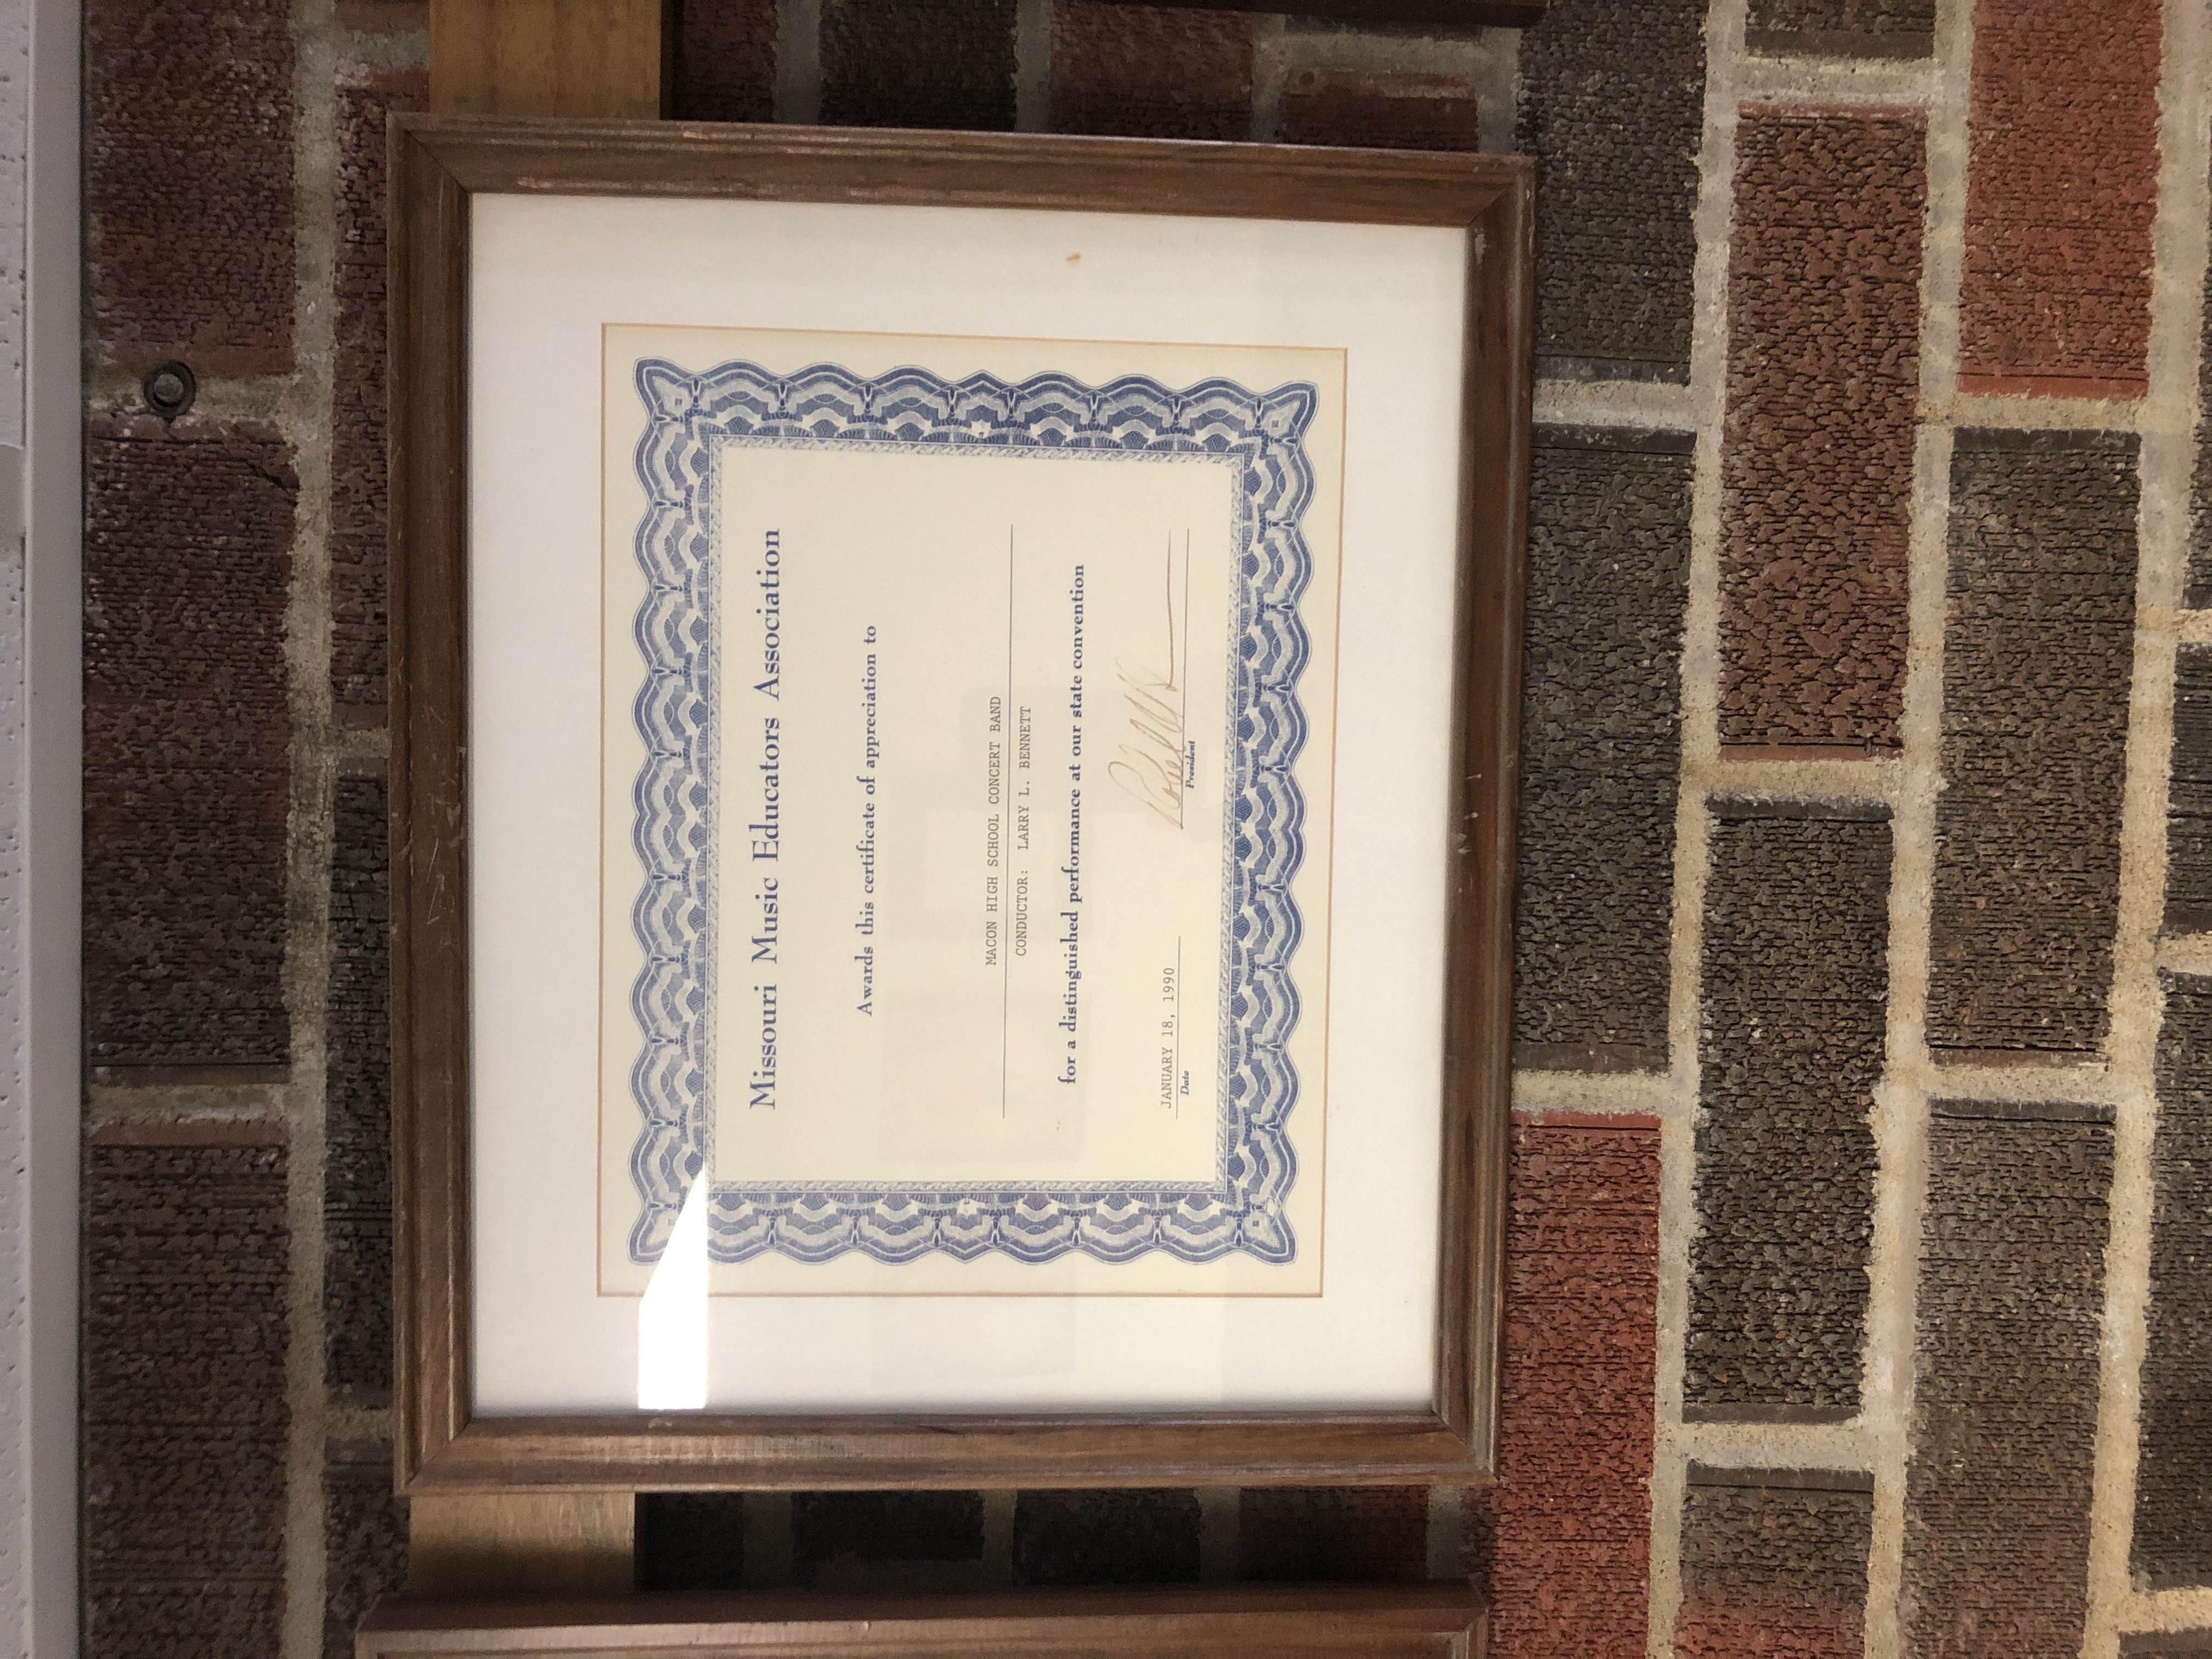 Missouri Music Educators Association
Awards this certificate of appreciation to
MACON HIGH SCHOOL CONCERT BAND
CONDUCTOR: LARRY L. BENNETT
for a distinguished performance at our state convention
JANUARY 18, 1990
Date
President